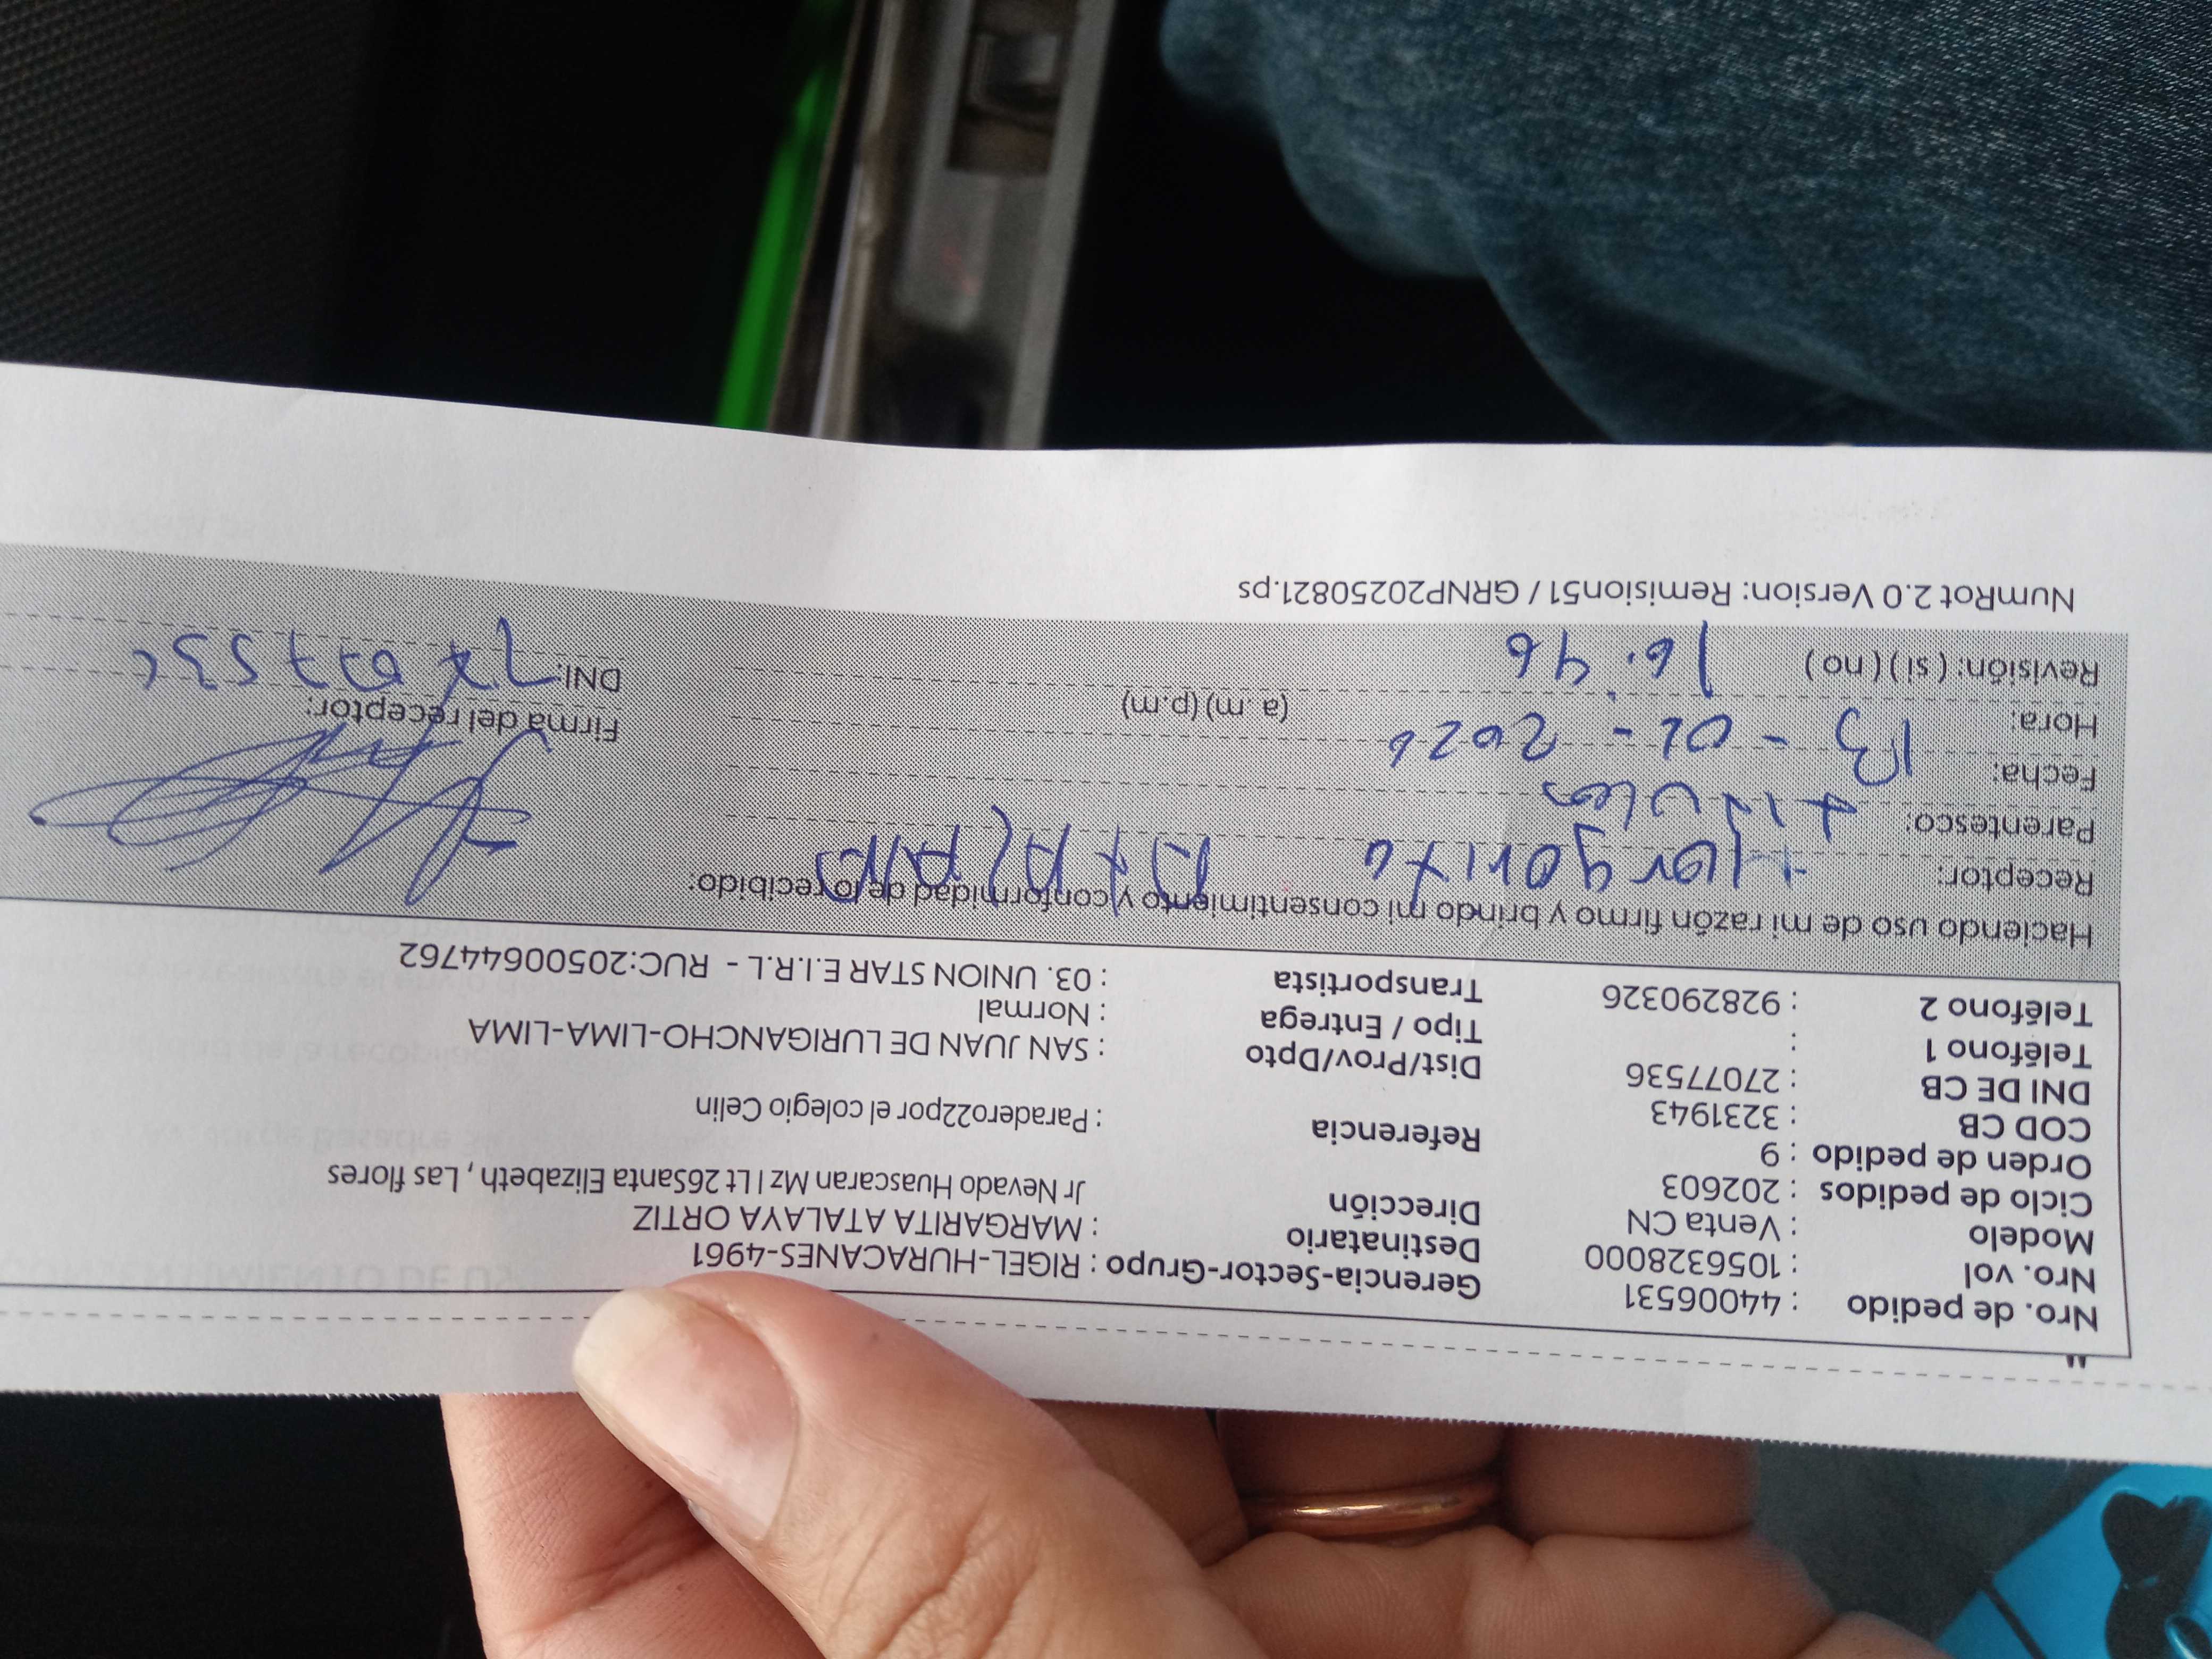 Nro. de pedido : 44006531 Gerencia-Sector-Grupo : RIGEL-HURACANES-4961
Nro. vol : 1056328000 Destinatario : MARGARITA ATALAYA ORTIZ
Modelo : Venta CN Dirección Jr Nevado Huascaran Mz I Lt 26Santa Elizabeth , Las flores
Ciclo de pedidos : 202603
Orden de pedido : 9 Referencia : Paradero22por el colegio Celin
COD CB : 3231943
DNI DE CB : 27077536 Dist/Prov/Dpto : SAN JUAN DE LURIGANCHO-LIMA-LIMA
Teléfono 1 : Tipo / Entrega : Normal
Teléfono 2 : 928290326 Transportista : 03. UNION STAR E.I.R.L - RUC:20500644762
Haciendo uso de mi razón firmo y brindo mi consentimiento y conformidad de lo recibido:
Receptor:
Parentesco:
Fecha: 13 - 02 - 2026
Hora: (a. m) (p.m) Firma del receptor:
Revisión: ( si ) ( no ) 16:46 DNI:
NumRot 2.0 Version: Remision51 / GRNP20250821.ps